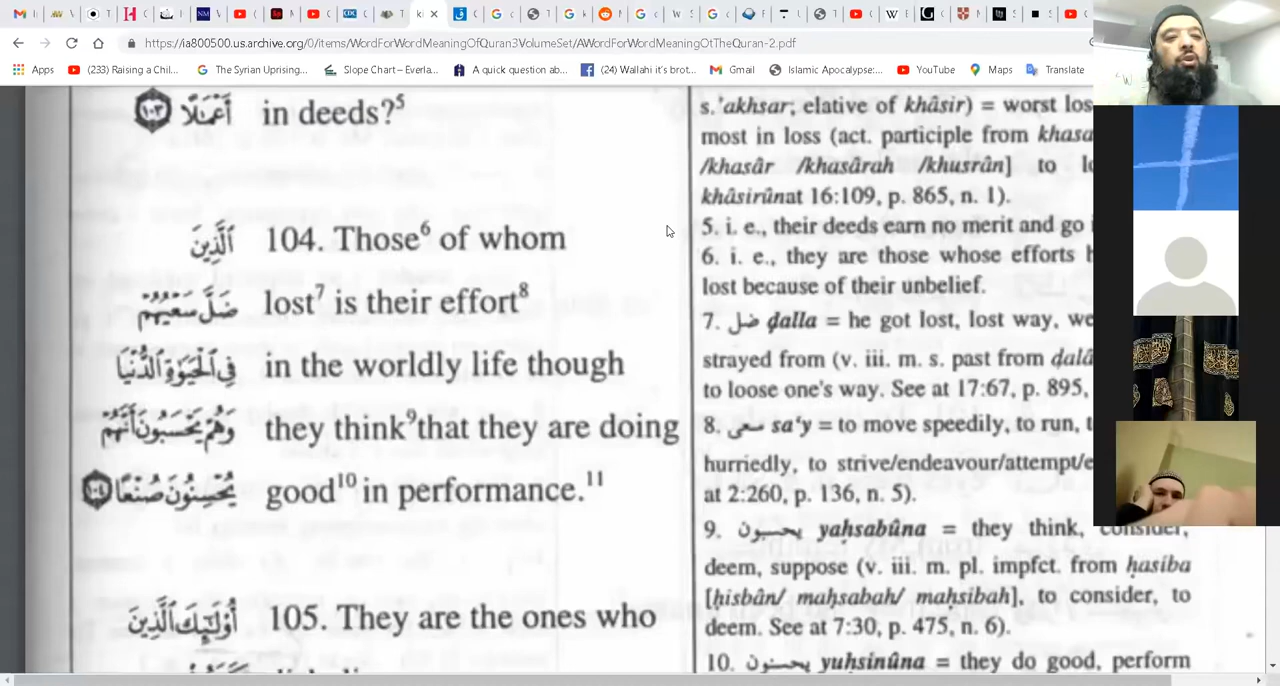 https://ia800500.us.archive.org/0/items/WordForWordMeaningOfQuran3VolumeSet/AWordForWordMeaningOtTheQuran-2.pdf
Apps
(233) Raising a Chil...
The Syrian Uprising...
Slope Chart – Everla...
A quick question ab...
(24) Wallahi it's brot...
Gmail
Islamic Apocalypse:...
YouTube
Maps
Translate
أَعْمَٰلًا ١٠٣ in deeds?5
ٱلَّذِينَ 104. Those6 of whom
ضَلَّ سَعْيُهُمْ lost7 is their effort8
فِى ٱلْحَيَوٰةِ ٱلدُّنْيَا in the worldly life though
وَهُمْ يَحْسَبُونَ أَنَّهُمْ they think9that they are doing
يُحْسِنُونَ صُنْعًا ١٠٤ good10 in performance.11
أُو۟لَٰٓئِكَ ٱلَّذِينَ 105. They are the ones who
s.'akhsar; elative of khâsir) = worst los
most in loss (act. participle from khasa
/khasâr /khasârah /khusrân] to lo
khâsirûnat 16:109, p. 865, n. 1).
5. i. e., their deeds earn no merit and go i
6. i. e., they are those whose efforts h
lost because of their unbelief.
7. ضل ḍalla = he got lost, lost way, we
strayed from (v. iii. m. s. past from ḍalâ
to loose one's way. See at 17:67, p. 895,
8. سعى sa'y = to move speedily, to run, t
hurriedly, to strive/endeavour/attempt/e
at 2:260, p. 136, n. 5).
9. يحسبون yaḥsabûna = they think, consider,
deem, suppose (v. iii. m. pl. impfct. from ḥasiba
[ḥisbân/ maḥsabah/ maḥsibah], to consider, to
deem. See at 7:30, p. 475, n. 6).
10. يحسنون yuḥsinûna = they do good, perform